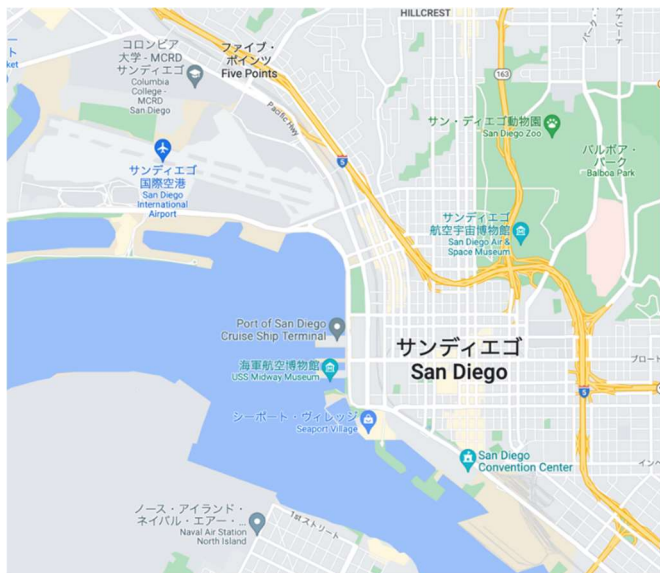 HILLCREST
コロンビア
大学 - MCRD
サンディエゴ
Columbia
College -
MCRD
San Diego
ファイブ・
ポインツ
Five Points
Pacific Hwy
163
サン・ディエゴ動物園
San Diego Zoo
バルボア・
パーク
Balboa Park
5
サンディエゴ
国際空港
San Diego
International
Airport
サンディエゴ
航空宇宙博物館
San Diego Air &
Space Museum
Port of San Diego
Cruise Ship Terminal
サンディエゴ
San Diego
海軍航空博物館
USS Midway Museum
ブロード
5
シーポート・ヴィレッジ
Seaport Village
San Diego
Convention Center
インペ
ノース・アイランド・
ネイバル・エアー・...
Naval Air Station
North Island
1stストリート